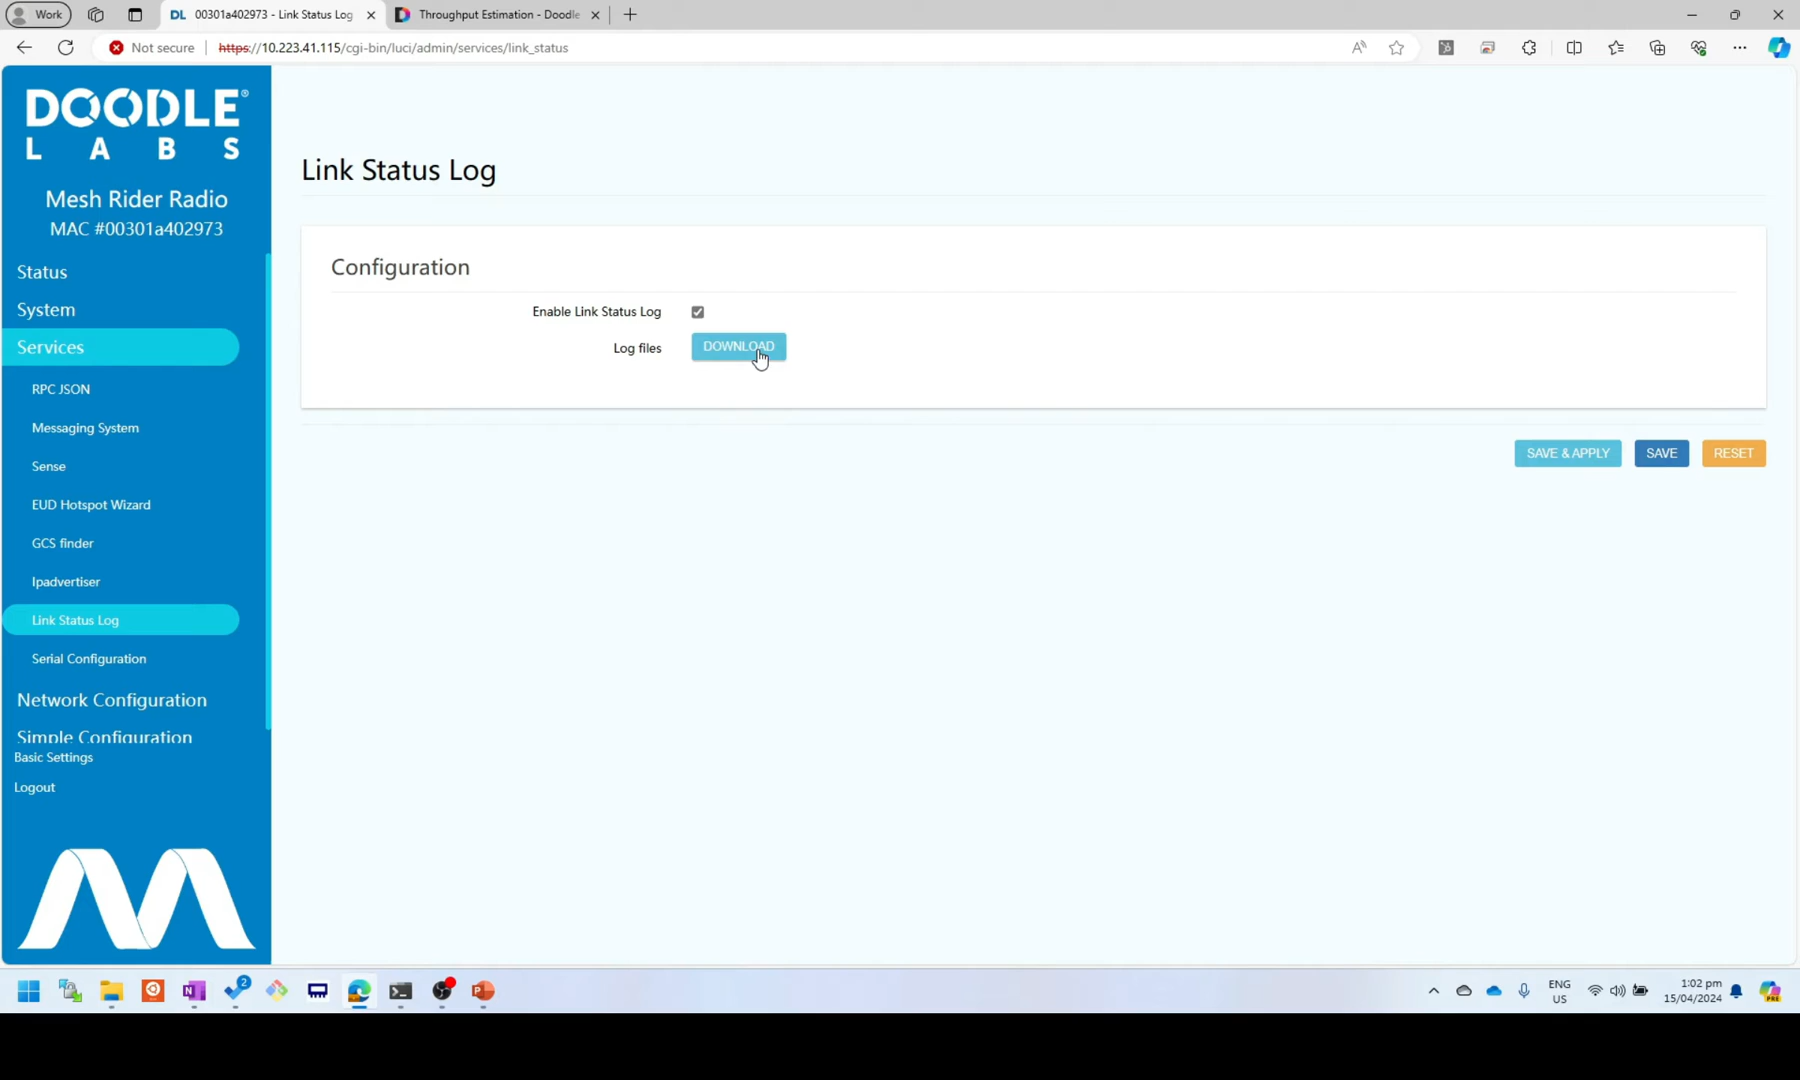 Work
00301a402973 - Link Status Log
Throughput Estimation - Doodle
Not secure
https://10.223.41.115/cgi-bin/luci/admin/services/link_status
DOODLE
LABS
Mesh Rider Radio
MAC #00301a402973
Status
System
Services
RPC JSON
Messaging System
Sense
EUD Hotspot Wizard
GCS finder
Ipadvertiser
Link Status Log
Serial Configuration
Network Configuration
Simple Configuration
Basic Settings
Logout
Link Status Log
Configuration
Enable Link Status Log
Log files
DOWNLOAD
SAVE & APPLY
SAVE
RESET
2
ENG
US
1:02 pm
15/04/2024